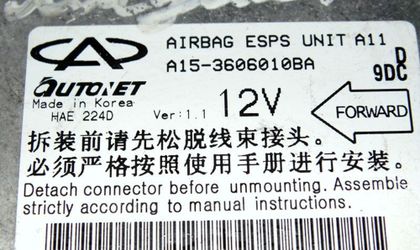 AIRBAG ESPS UNIT A11
A15-3606010BA
D
9DC
AUTONET
Made in Korea
HAE 224D
Ver:1.1
12V
FORWARD
拆装前请先松脱线束接头。
必须严格按照使用手册进行安装。
Detach connector before unmounting. Assemble
strictly according to manual instructions.